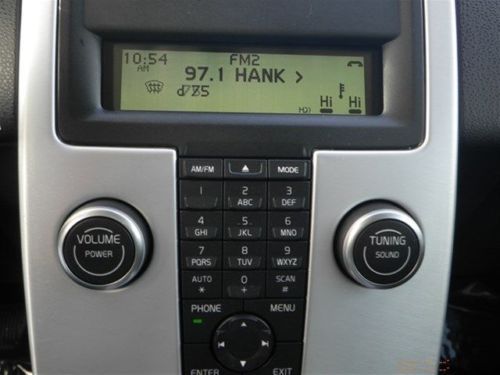 10:54
AM
FM2
97.1 HANK >
Hi Hi
AM/FM MODE
1 2 ABC 3 DEF
4 GHI 5 JKL 6 MNO
7 PQRS 8 TUV 9 WXYZ
AUTO * 0 + SCAN #
VOLUME
POWER
TUNING
SOUND
PHONE MENU
ENTER EXIT